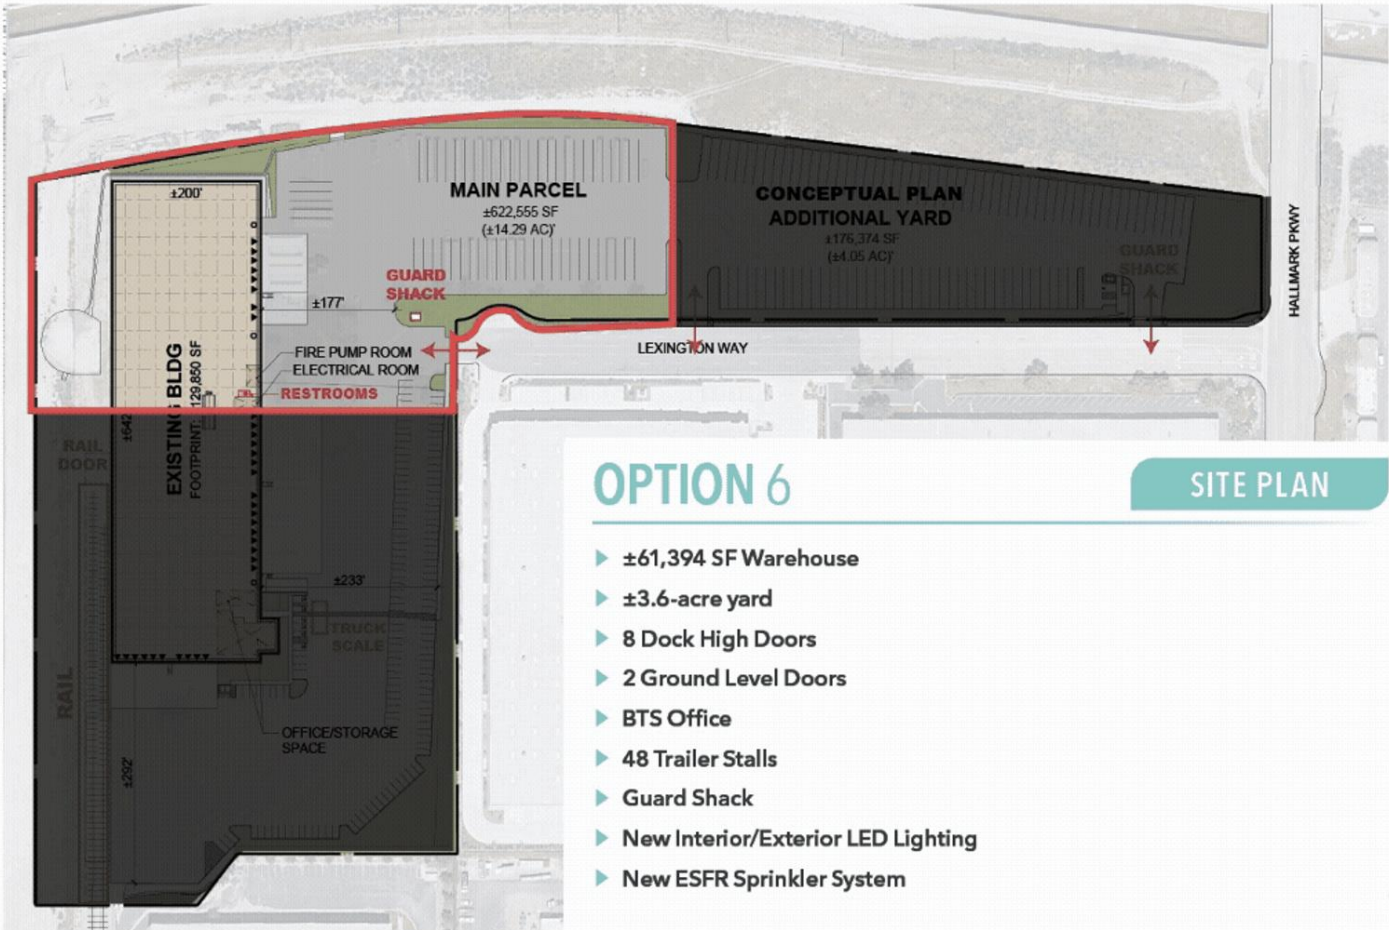 ±200'
MAIN PARCEL
±622,555 SF
(±14.29 AC)'
CONCEPTUAL PLAN
ADDITIONAL YARD
±176,374 SF
(±4.05 AC)'
GUARD
SHACK
HALLMARK PKWY
GUARD
SHACK
±177'
LEXINGTON WAY
FIRE PUMP ROOM
ELECTRICAL ROOM
RESTROOMS
EXISTING BLDG
FOOTPRINT: ±129,850 SF
±642'
RAIL
DOOR
RAIL
±233'
TRUCK
SCALE
OFFICE/STORAGE
SPACE
±292'
OPTION 6
SITE PLAN
±61,394 SF Warehouse
±3.6-acre yard
8 Dock High Doors
2 Ground Level Doors
BTS Office
48 Trailer Stalls
Guard Shack
New Interior/Exterior LED Lighting
New ESFR Sprinkler System